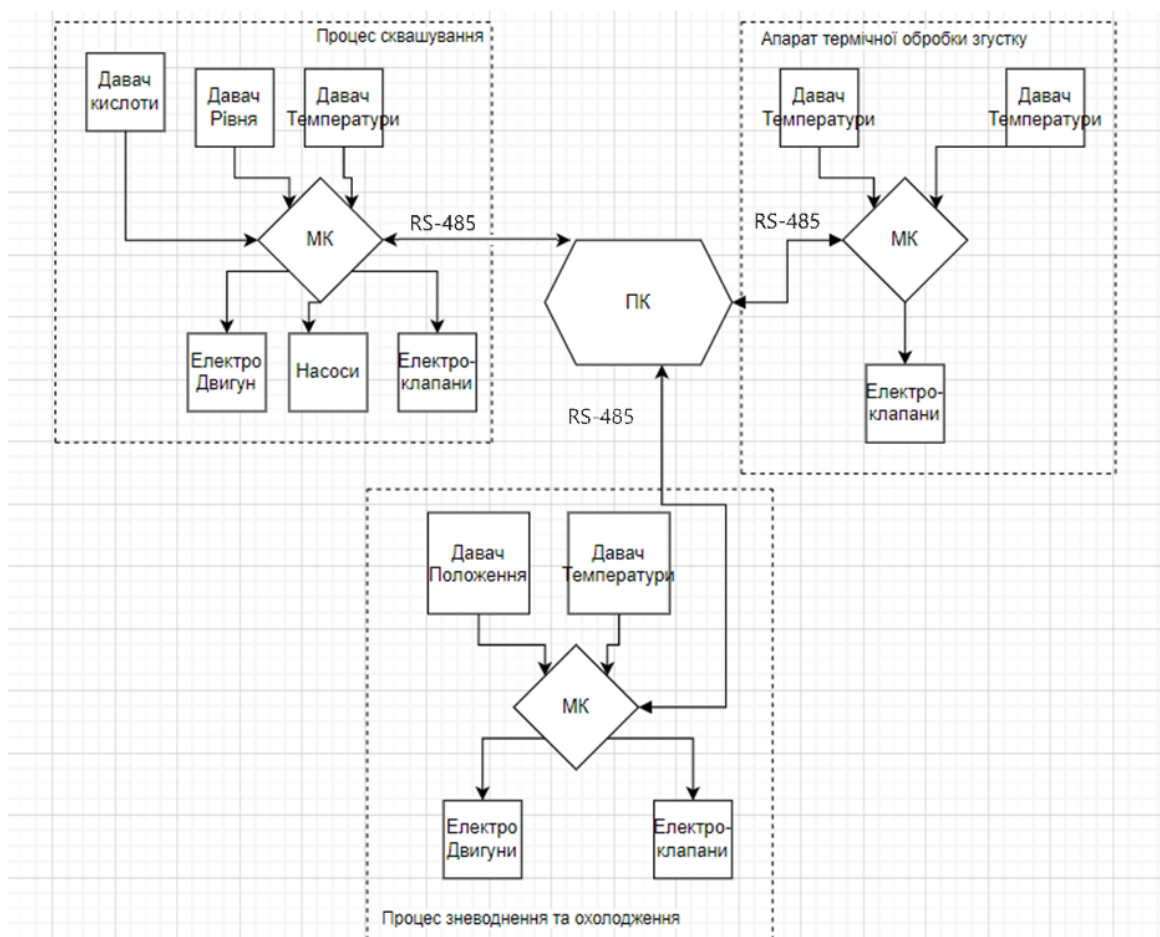 Процес сквашування
Давач
кислоти
Давач
Рівня
Давач
Температури
МК
RS-485
Електро
Двигун
Насоси
Електро-
клапани
ПК
Апарат термічної обробки згустку
Давач
Температури
Давач
Температури
RS-485
МК
Електро-
клапани
RS-485
Давач
Положення
Давач
Температури
МК
Електро
Двигуни
Електро-
клапани
Процес зневоднення та охолодження